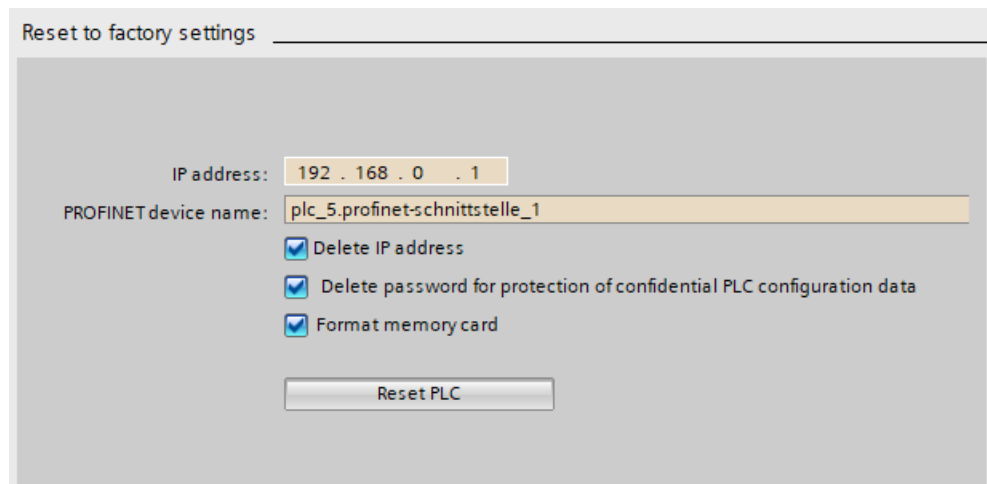 Reset to factory settings
IP address: 192 . 168 . 0 . 1
PROFINET device name: plc_5.profinet-schnittstelle_1
Delete IP address
Delete password for protection of confidential PLC configuration data
Format memory card
Reset PLC